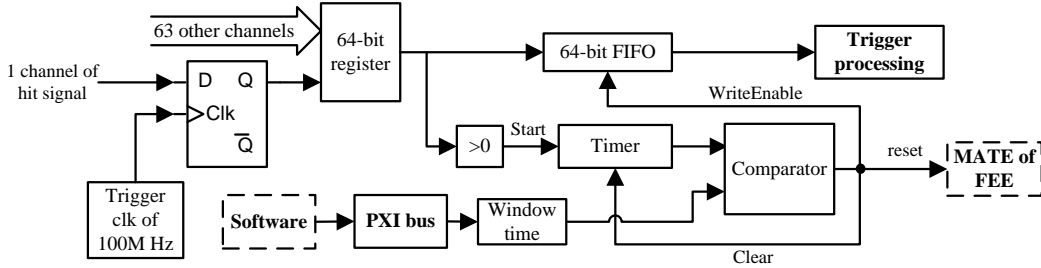 63 other channels
64-bit
register
1 channel of
hit signal
D Q
Clk
Q
64-bit FIFO
Trigger
processing
WriteEnable
>0
Start
Timer
Comparator
reset
MATE of
FEE
Trigger
clk of
100M Hz
Software
PXI bus
Window
time
Clear